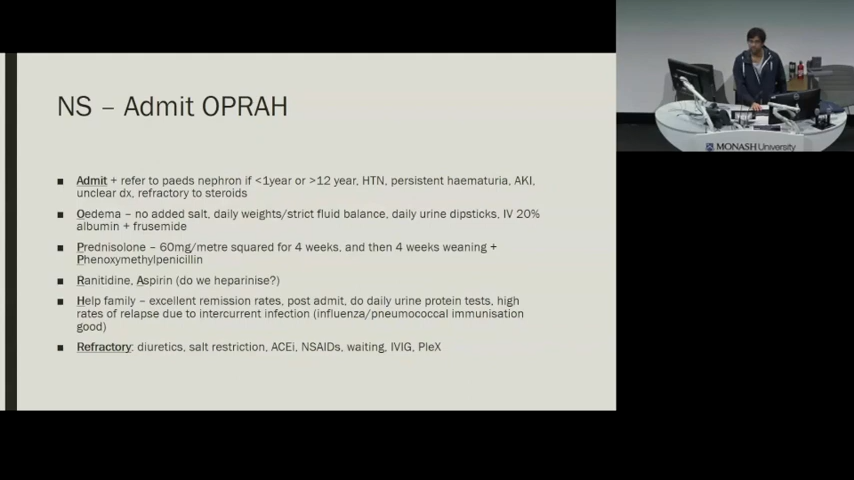 NS – Admit OPRAH
■ Admit + refer to paeds nephron if <1year or >12 year, HTN, persistent haematuria, AKI,
unclear dx, refractory to steroids
■ Oedema – no added salt, daily weights/strict fluid balance, daily urine dipsticks, IV 20%
albumin + frusemide
■ Prednisolone – 60mg/metre squared for 4 weeks, and then 4 weeks weaning +
Phenoxymethylpenicillin
■ Ranitidine, Aspirin (do we heparinise?)
■ Help family – excellent remission rates, post admit, do daily urine protein tests, high
rates of relapse due to intercurrent infection (influenza/pneumococcal immunisation
good)
■ Refractory: diuretics, salt restriction, ACEi, NSAIDs, waiting, IVIG, PleX
MONASH University